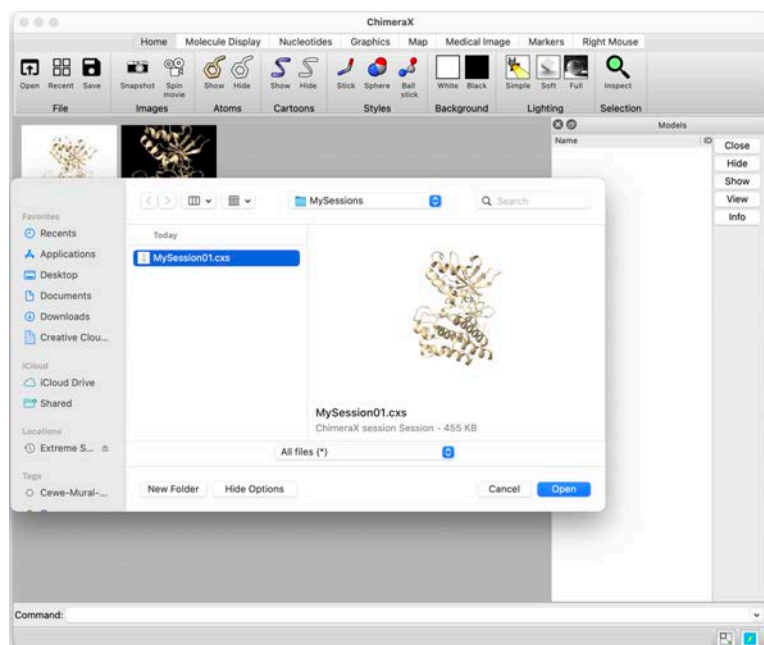 ChimeraX
Home Molecule Display Nucleotides Graphics Map Medical Image Markers Right Mouse
Open Recent Save Snapshot Spin movie Show Hide Show Hide Stick Sphere Ball stick White Black Simple Soft Full Inspect
File Images Atoms Cartoons Styles Background Lighting Selection
Models
Name ID
Close
Hide
Show
View
Info
MySessions
Search
Favorites
Recents
Applications
Desktop
Documents
Downloads
Creative Clou...
iCloud
iCloud Drive
Shared
Locations
Extreme S...
Tags
Cewe-Mural-...
Today
MySession01.cxs
MySession01.cxs
ChimeraX session Session - 455 KB
All files (*)
New Folder Hide Options Cancel Open
Command: